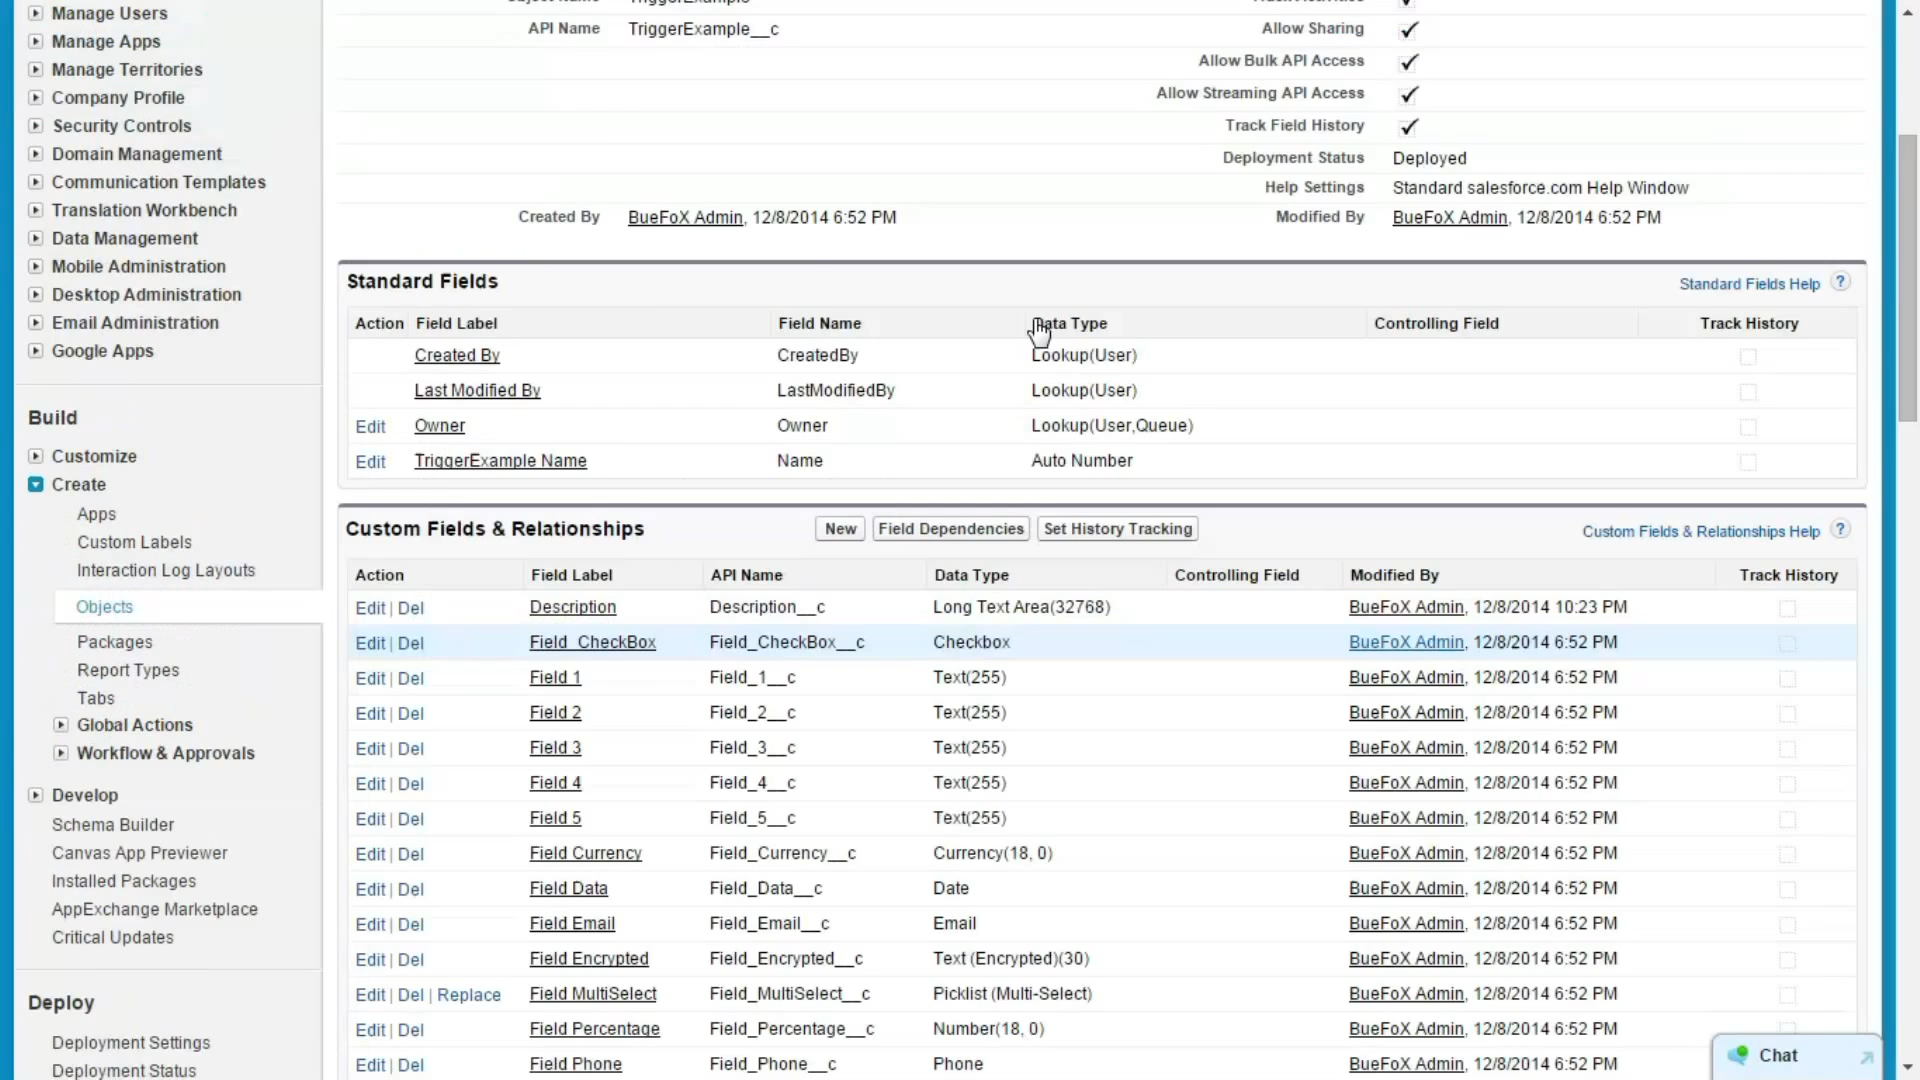 Manage Users
Manage Apps
Manage Territories
Company Profile
Security Controls
Domain Management
Communication Templates
Translation Workbench
Data Management
Mobile Administration
Desktop Administration
Email Administration
Google Apps
Build
Customize
Create
Apps
Custom Labels
Interaction Log Layouts
Objects
Packages
Report Types
Tabs
Global Actions
Workflow & Approvals
Develop
Schema Builder
Canvas App Previewer
Installed Packages
AppExchange Marketplace
Critical Updates
Deploy
Deployment Settings
Deployment Status
API Name TriggerExample__c
Allow Sharing
Allow Bulk API Access
Allow Streaming API Access
Track Field History
Deployment Status Deployed
Help Settings Standard salesforce.com Help Window
Created By BueFoX Admin, 12/8/2014 6:52 PM Modified By BueFoX Admin, 12/8/2014 6:52 PM
Standard Fields Standard Fields Help ?
Action Field Label Field Name Data Type Controlling Field Track History
Created By CreatedBy Lookup(User)
Last Modified By LastModifiedBy Lookup(User)
Edit Owner Owner Lookup(User,Queue)
Edit TriggerExample Name Name Auto Number
Custom Fields & Relationships New Field Dependencies Set History Tracking Custom Fields & Relationships Help ?
Action Field Label API Name Data Type Controlling Field Modified By Track History
Edit | Del Description Description__c Long Text Area(32768) BueFoX Admin, 12/8/2014 10:23 PM
Edit | Del Field_CheckBox Field_CheckBox__c Checkbox BueFoX Admin, 12/8/2014 6:52 PM
Edit | Del Field 1 Field_1__c Text(255) BueFoX Admin, 12/8/2014 6:52 PM
Edit | Del Field 2 Field_2__c Text(255) BueFoX Admin, 12/8/2014 6:52 PM
Edit | Del Field 3 Field_3__c Text(255) BueFoX Admin, 12/8/2014 6:52 PM
Edit | Del Field 4 Field_4__c Text(255) BueFoX Admin, 12/8/2014 6:52 PM
Edit | Del Field 5 Field_5__c Text(255) BueFoX Admin, 12/8/2014 6:52 PM
Edit | Del Field Currency Field_Currency__c Currency(18, 0) BueFoX Admin, 12/8/2014 6:52 PM
Edit | Del Field Data Field_Data__c Date BueFoX Admin, 12/8/2014 6:52 PM
Edit | Del Field Email Field_Email__c Email BueFoX Admin, 12/8/2014 6:52 PM
Edit | Del Field Encrypted Field_Encrypted__c Text (Encrypted)(30) BueFoX Admin, 12/8/2014 6:52 PM
Edit | Del | Replace Field MultiSelect Field_MultiSelect__c Picklist (Multi-Select) BueFoX Admin, 12/8/2014 6:52 PM
Edit | Del Field Percentage Field_Percentage__c Number(18, 0) BueFoX Admin, 12/8/2014 6:52 PM
Edit | Del Field Phone Field_Phone__c Phone BueFoX Admin, 12/8/2014 6:52 PM
Chat